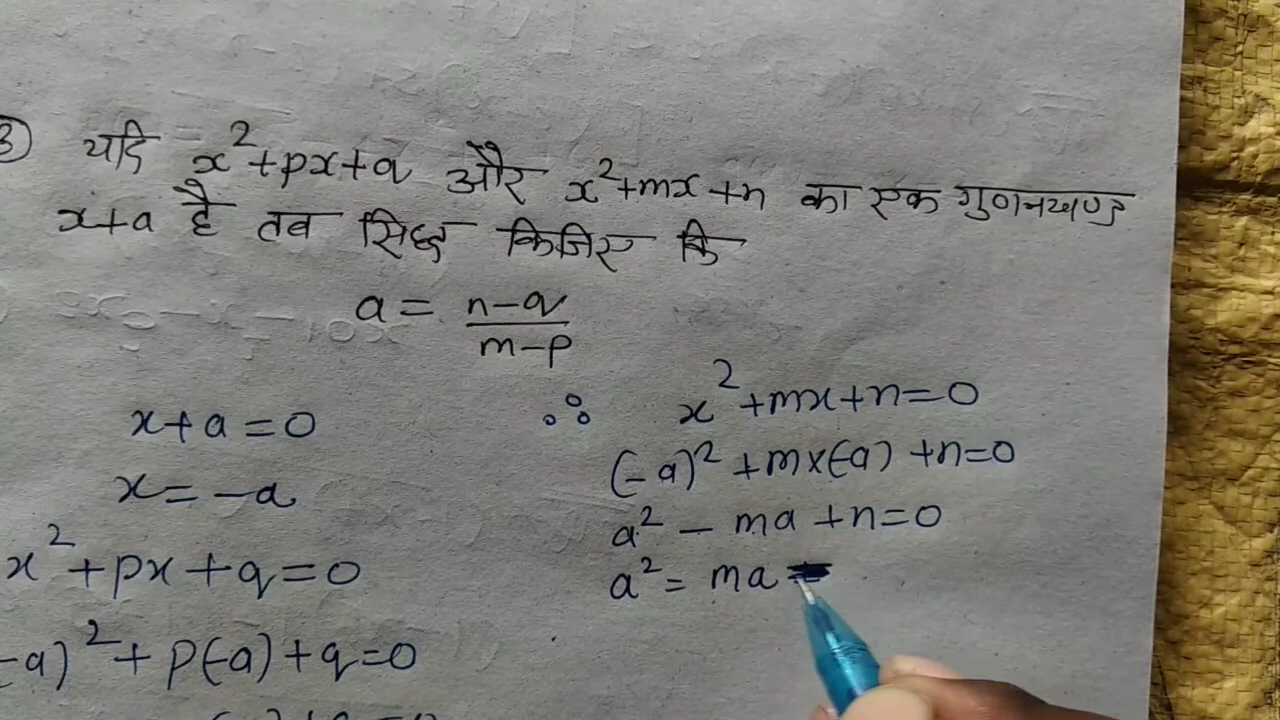 3) यदि x²+px+q और x²+mx+n का एक गुणनखण्ड
x+a है तब सिद्ध किजिए कि
a = n-q / m-p
x+a=0
x=-a
x²+px+q=0
-a)²+p(-a)+q=0
∴ x²+mx+n=0
(-a)²+mx(-a)+n=0
a²-ma+n=0
a²=ma